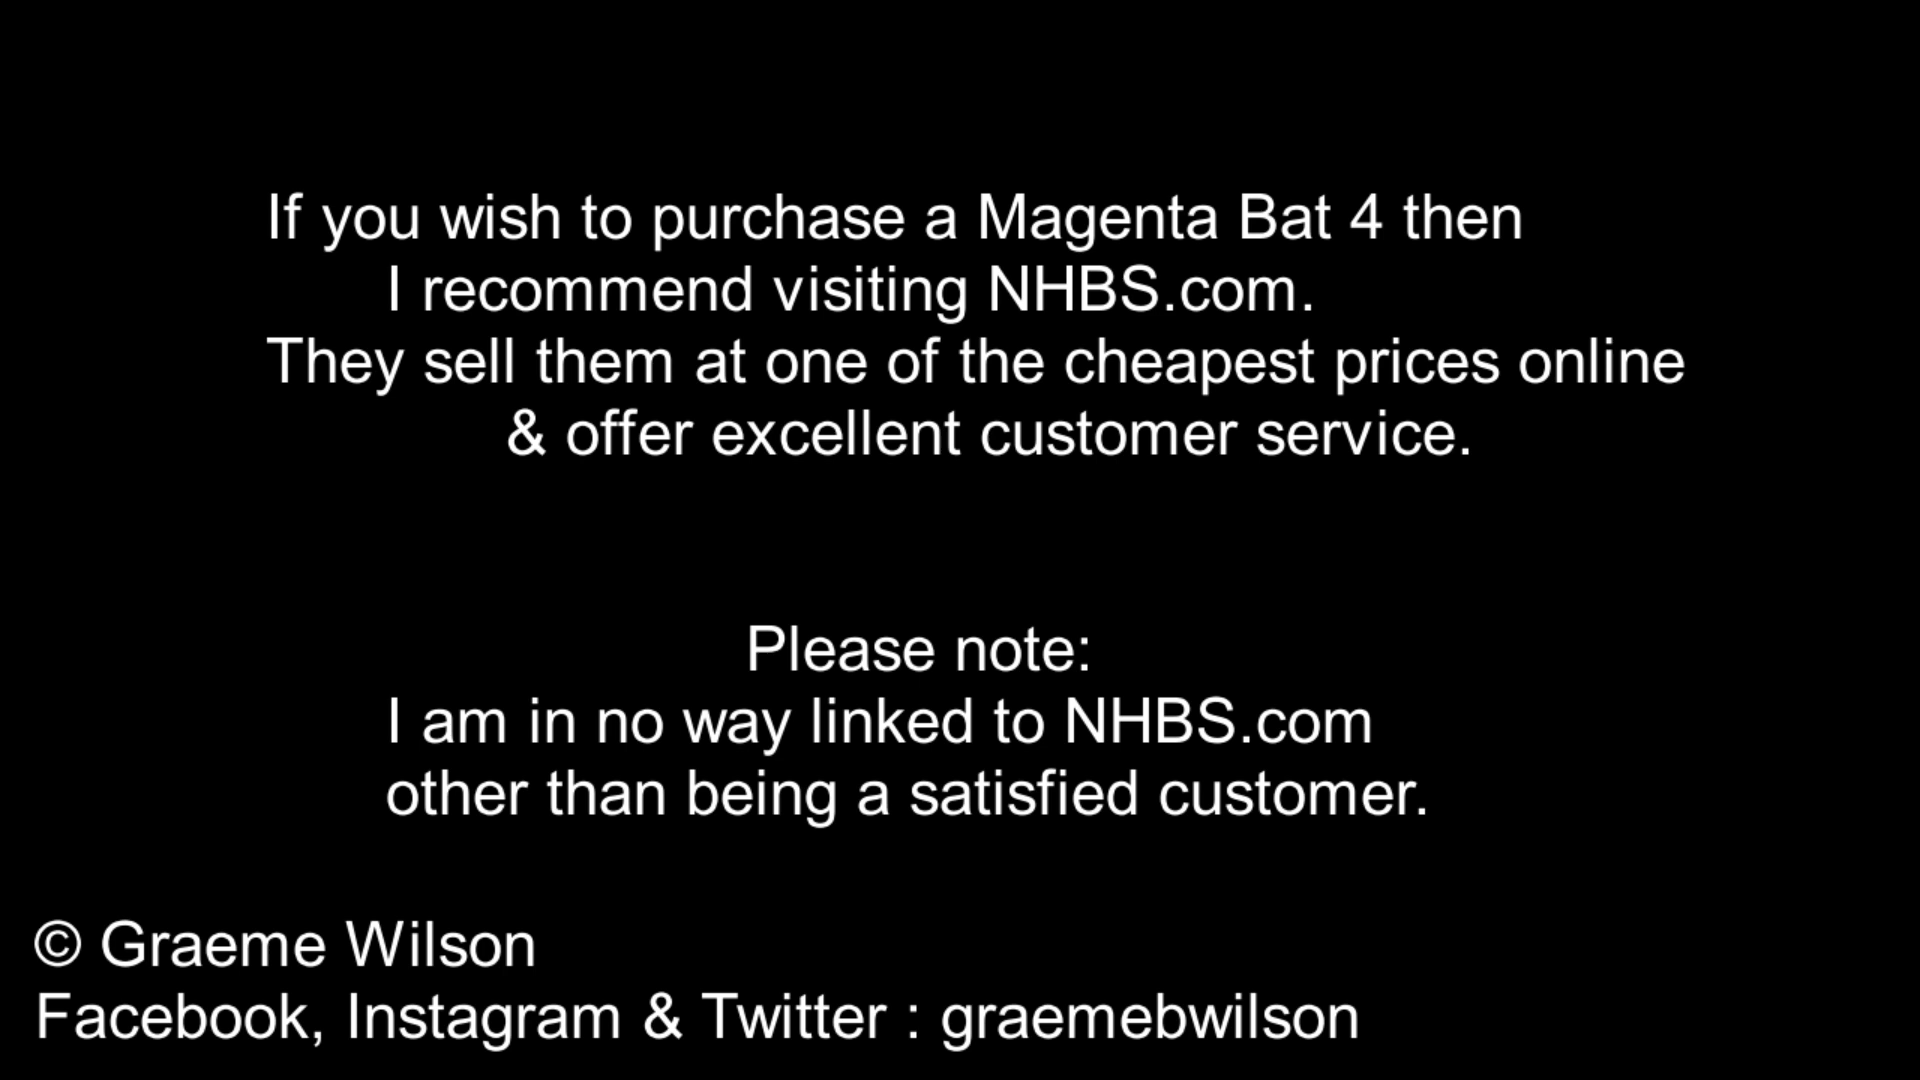 If you wish to purchase a Magenta Bat 4 then
I recommend visiting NHBS.com.
They sell them at one of the cheapest prices online
& offer excellent customer service.
Please note:
I am in no way linked to NHBS.com
other than being a satisfied customer.
© Graeme Wilson
Facebook, Instagram & Twitter : graemebwilson